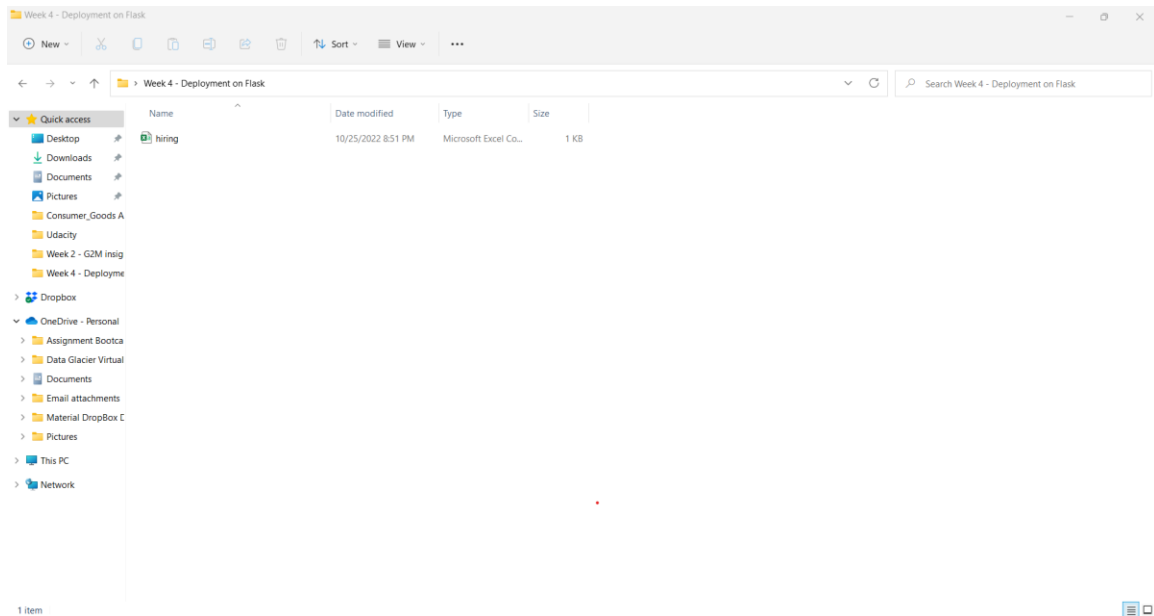 Week 4 - Deployment on Flask
New
Sort
View
Week 4 - Deployment on Flask
Search Week 4 - Deployment on Flask
Name Date modified Type Size
Quick access
hiring 10/25/2022 8:51 PM Microsoft Excel Co... 1 KB
Desktop
Downloads
Documents
Pictures
Consumer_Goods A
Udacity
Week 2 - G2M insig
Week 4 - Deployme
Dropbox
OneDrive - Personal
Assignment Bootca
Data Glacier Virtual
Documents
Email attachments
Material DropBox D
Pictures
This PC
Network
1 item